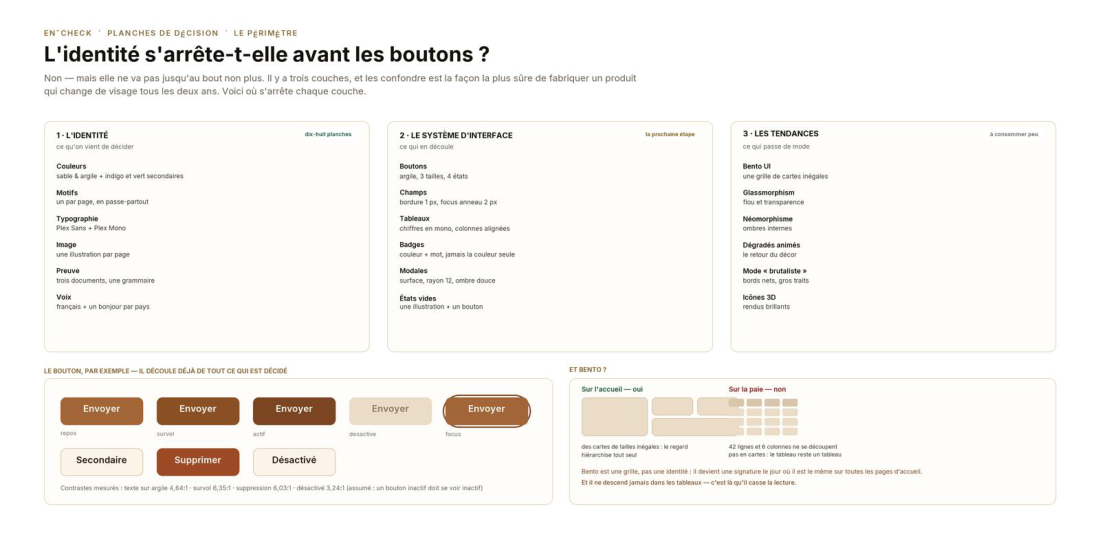 EN˜CHECK ˙ PLANCHES DE DÉCISION ˙ LE PÉRIMÈTRE
L'identité s'arrête-t-elle avant les boutons ?
Non — mais elle ne va pas jusqu'au bout non plus. Il y a trois couches, et les confondre est la façon la plus sûre de fabriquer un produit
qui change de visage tous les deux ans. Voici où s'arrête chaque couche.
1 · L'IDENTITÉ
dix-huit planches
ce qu'on vient de décider
Couleurs
sable & argile + indigo et vert secondaires
Motifs
un par page, en passe-partout
Typographie
Plex Sans + Plex Mono
Image
une illustration par page
Preuve
trois documents, une grammaire
Voix
français + un bonjour par pays
2 · LE SYSTÈME D'INTERFACE
la prochaine étape
ce qui en découle
Boutons
argile, 3 tailles, 4 états
Champs
bordure 1 px, focus anneau 2 px
Tableaux
chiffres en mono, colonnes alignées
Badges
couleur + mot, jamais la couleur seule
Modales
surface, rayon 12, ombre douce
États vides
une illustration + un bouton
3 · LES TENDANCES
à consommer peu
ce qui passe de mode
Bento UI
une grille de cartes inégales
Glassmorphism
flou et transparence
Néomorphisme
ombres internes
Dégradés animés
le retour du décor
Mode « brutaliste »
bords nets, gros traits
Icônes 3D
rendus brillants
LE BOUTON, PAR EXEMPLE — IL DÉCOULE DÉJÀ DE TOUT CE QUI EST DÉCIDÉ
Envoyer
Envoyer
Envoyer
Envoyer
Envoyer
repos
survol
actif
desactive
focus
Secondaire
Supprimer
Désactivé
Contrastes mesurés : texte sur argile 4,64:1 · survol 6,35:1 · suppression 6,03:1 · désactivé 3,24:1 (assumé : un bouton inactif doit se voir inactif)
ET BENTO ?
Sur l'accueil — oui
Sur la paie — non
des cartes de tailles inégales : le regard
hiérarchise tout seul
42 lignes et 6 colonnes ne se découpent
pas en cartes : le tableau reste un tableau
Bento est une grille, pas une identité : il devient une signature le jour où il est le même sur toutes les pages d'accueil.
Et il ne descend jamais dans les tableaux — c'est là qu'il casse la lecture.